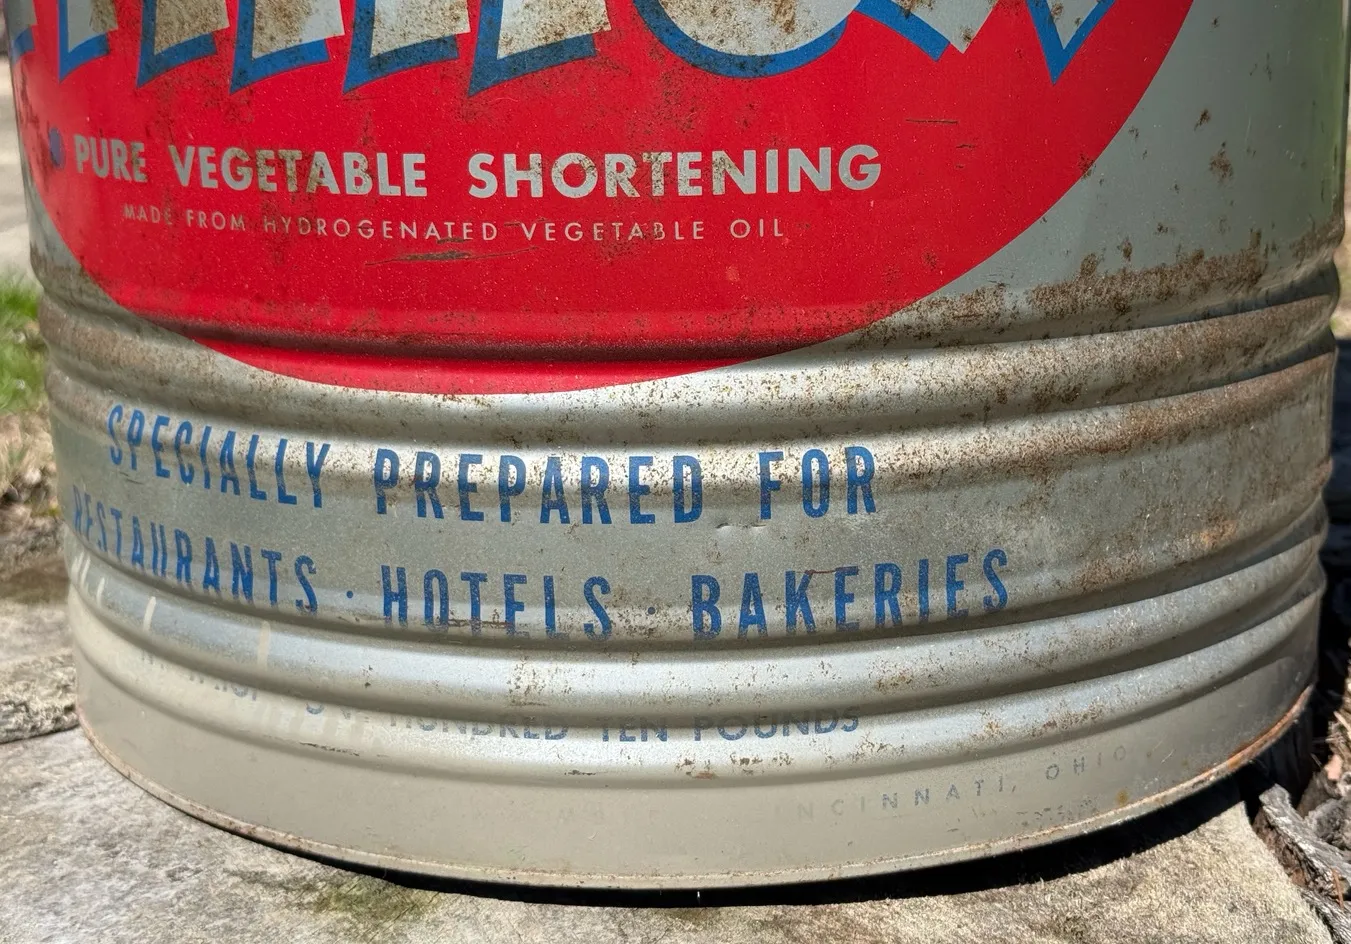 PURE VEGETABLE SHORTENING
MADE FROM HYDROGENATED VEGETABLE OIL
SPECIALLY PREPARED FOR
RESTAURANTS · HOTELS · BAKERIES
ONE HUNDRED TEN POUNDS
CINCINNATI, OHIO